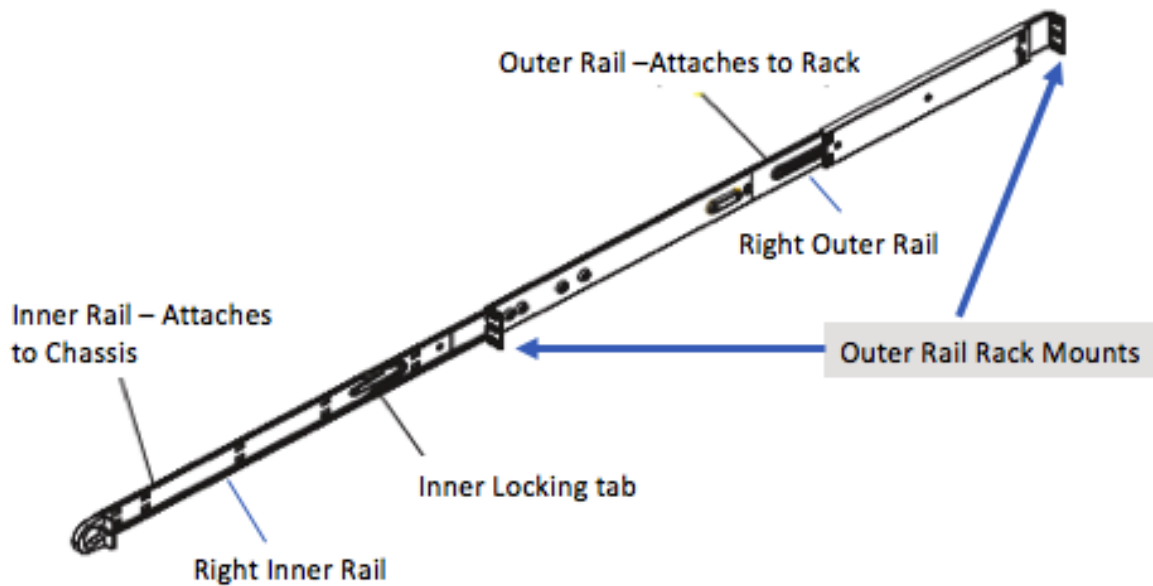 Outer Rail –Attaches to Rack
Right Outer Rail
Inner Rail – Attaches
to Chassis
Outer Rail Rack Mounts
Inner Locking tab
Right Inner Rail